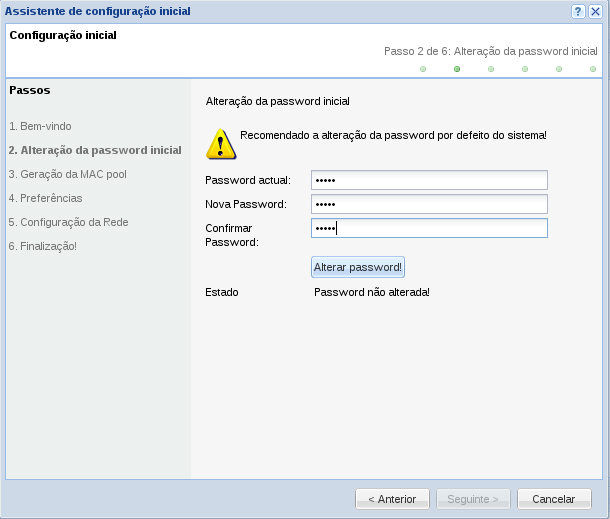 Assistente de configuração inicial
Configuração inicial
Passo 2 de 6: Alteração da password inicial
Passos
1. Bem-vindo
2. Alteração da password inicial
3. Geração da MAC pool
4. Preferências
5. Configuração da Rede
6. Finalização!
Alteração da password inicial
Recomendado a alteração da password por defeito do sistema!
Password actual: •••••
Nova Password: •••••
Confirmar •••••
Password:
Alterar password!
Estado Password não alterada!
< Anterior Seguinte > Cancelar